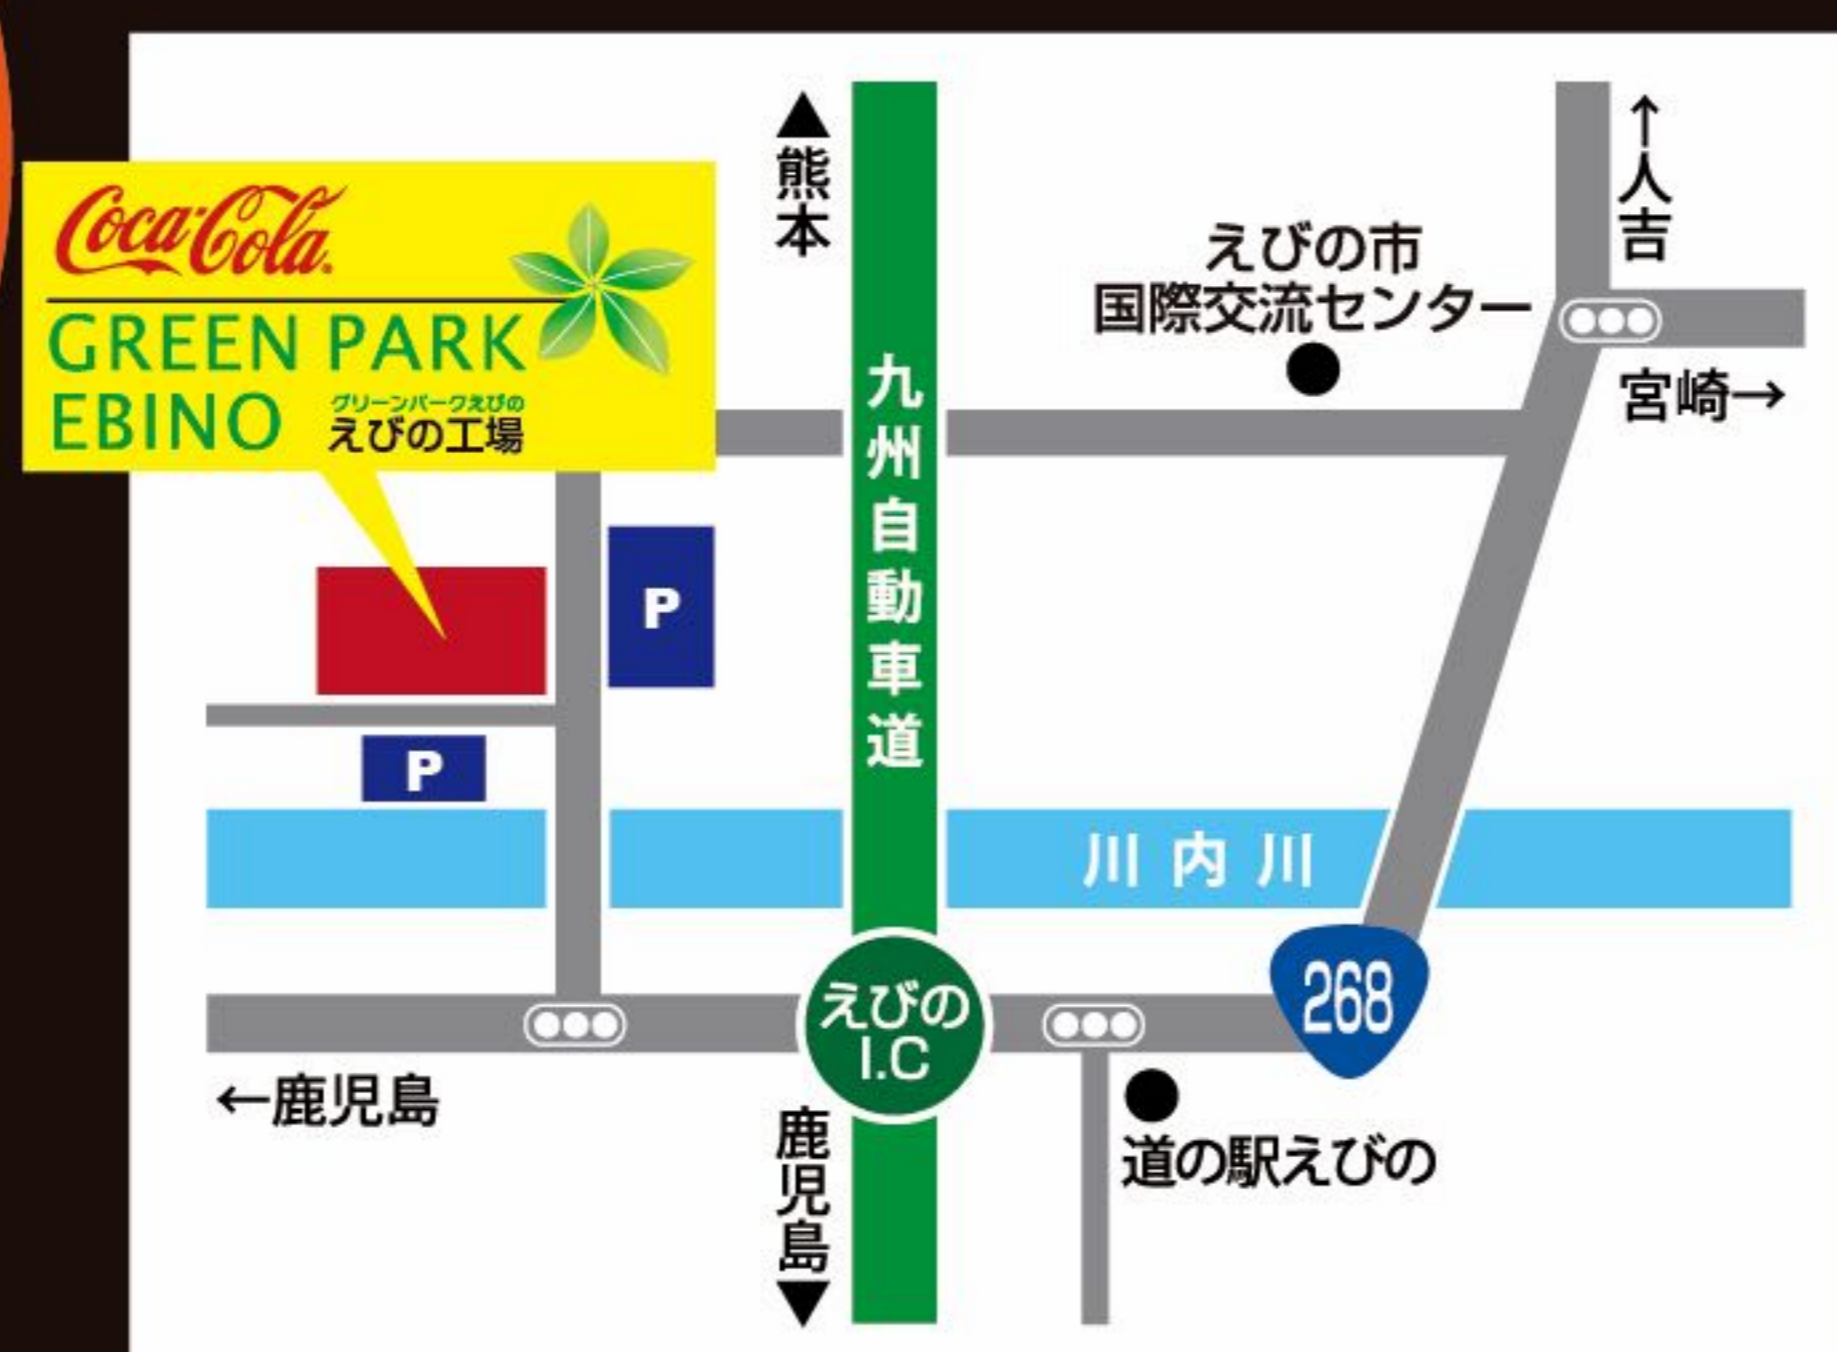 Coca-Cola
GREEN PARK
EBINO
グリーンパークえびの
えびの工場
▲熊本
九州自動車道
えびの市
国際交流センター
↑人吉
宮崎→
P
P
川内川
268
えびの
I.C
←鹿児島
鹿児島▼
道の駅えびの